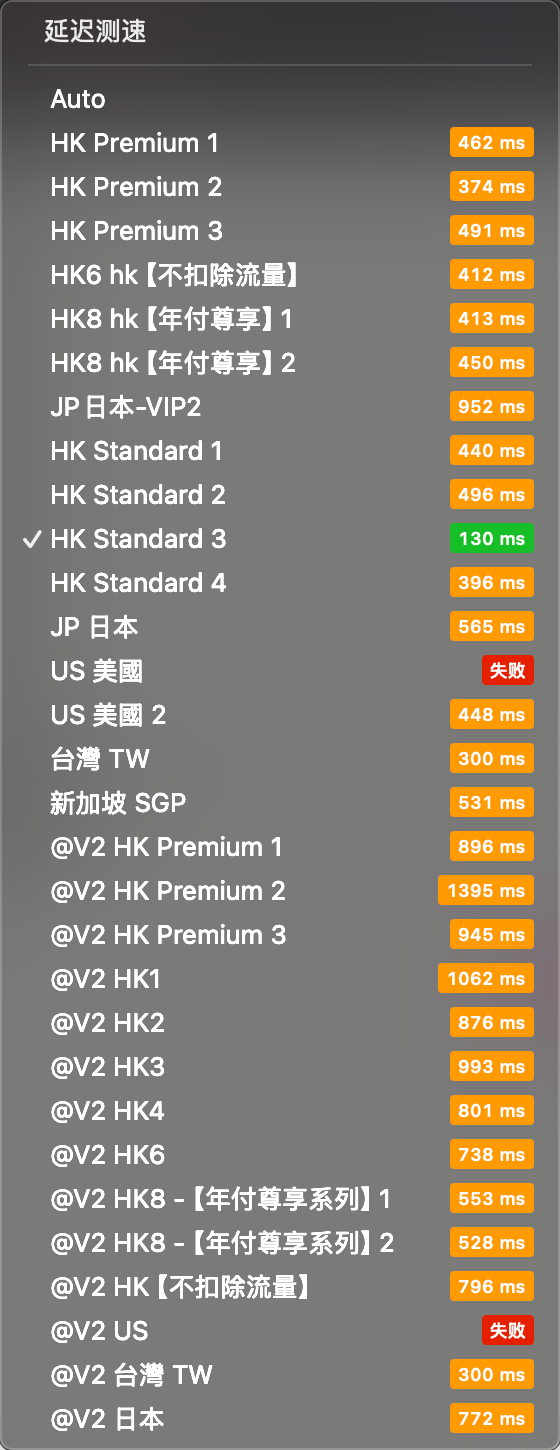 延迟测速
Auto
HK Premium 1 462 ms
HK Premium 2 374 ms
HK Premium 3 491 ms
HK6 hk【不扣除流量】 412 ms
HK8 hk【年付尊享】1 413 ms
HK8 hk【年付尊享】2 450 ms
JP日本-VIP2 952 ms
HK Standard 1 440 ms
HK Standard 2 496 ms
✓ HK Standard 3 130 ms
HK Standard 4 396 ms
JP 日本 565 ms
US 美國 失败
US 美國 2 448 ms
台灣 TW 300 ms
新加坡 SGP 531 ms
@V2 HK Premium 1 896 ms
@V2 HK Premium 2 1395 ms
@V2 HK Premium 3 945 ms
@V2 HK1 1062 ms
@V2 HK2 876 ms
@V2 HK3 993 ms
@V2 HK4 801 ms
@V2 HK6 738 ms
@V2 HK8 -【年付尊享系列】1 553 ms
@V2 HK8 -【年付尊享系列】2 528 ms
@V2 HK【不扣除流量】 796 ms
@V2 US 失败
@V2 台灣 TW 300 ms
@V2 日本 772 ms